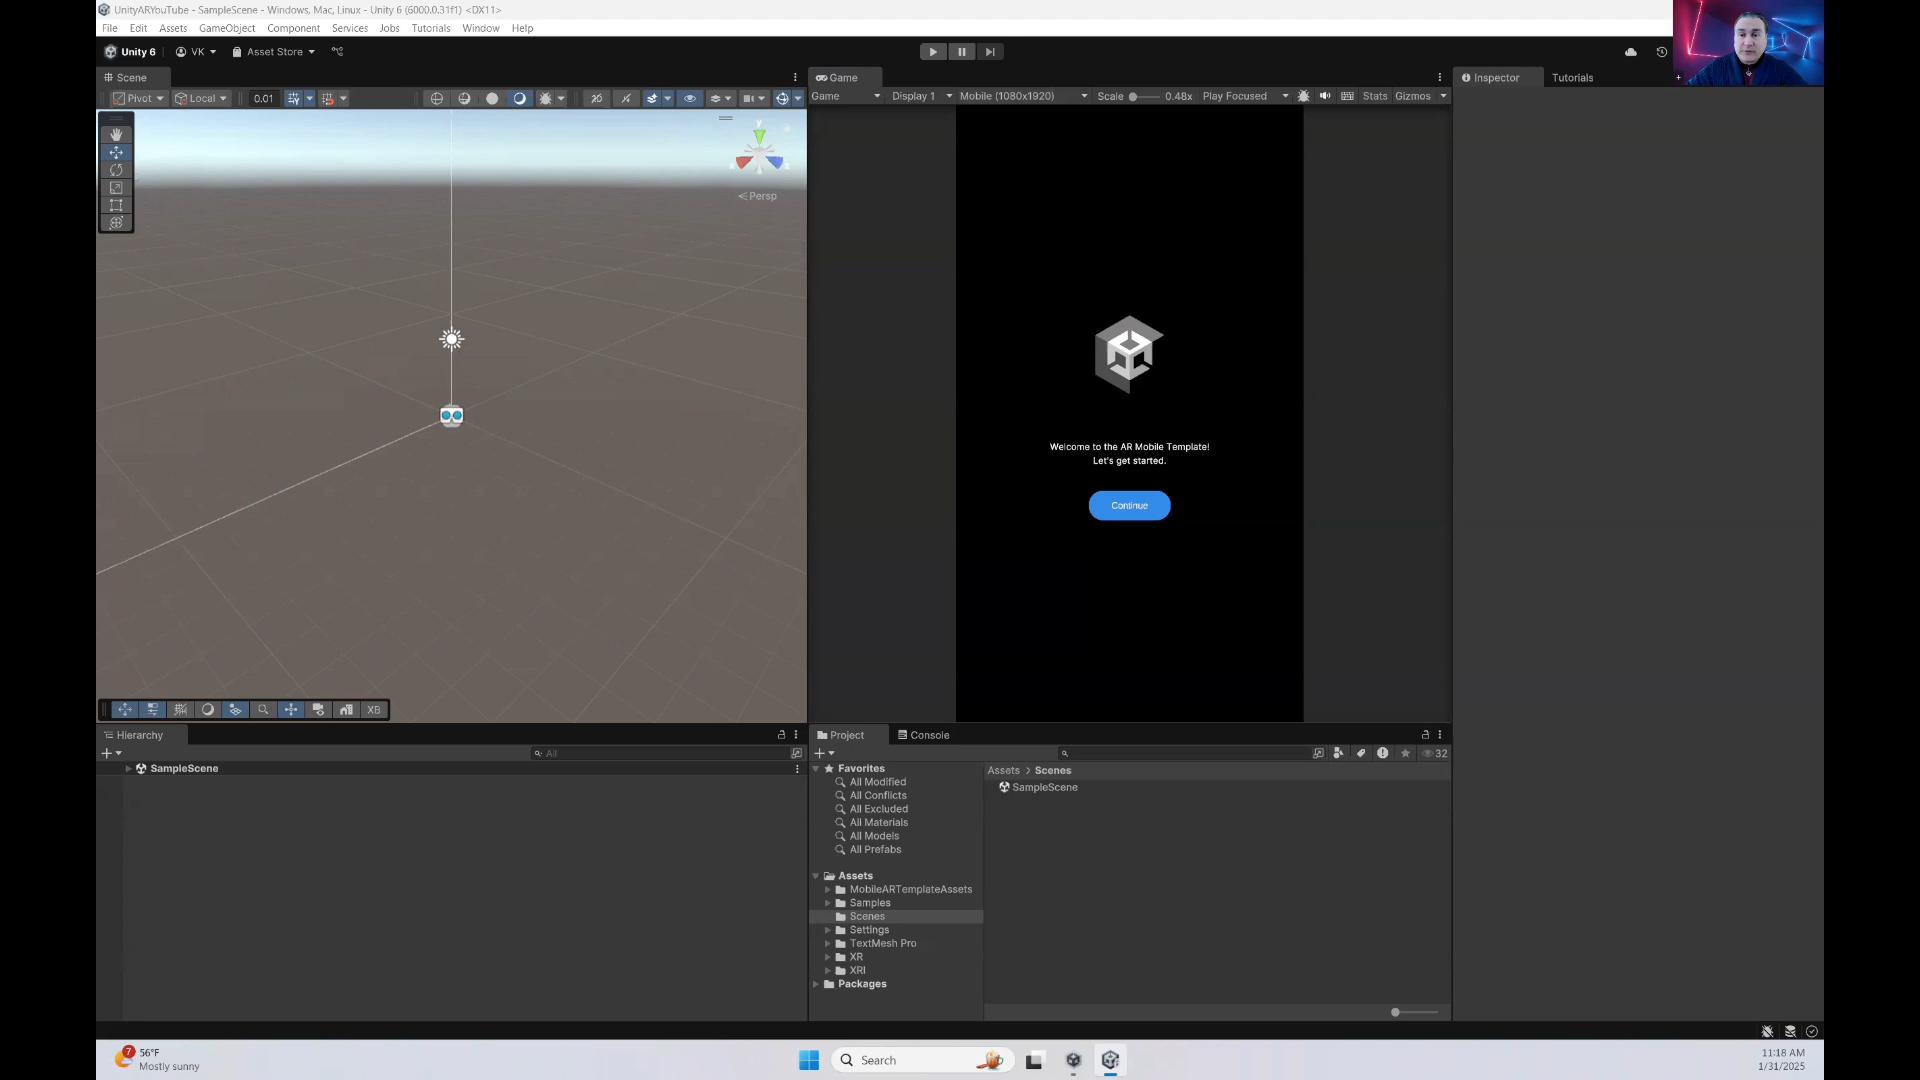 UnityARYouTube - SampleScene - Windows, Mac, Linux - Unity 6 (6000.0.31f1) <DX11>
File Edit Assets GameObject Component Services Jobs Tutorials Window Help
Unity 6 VK Asset Store
Scene
Game
Inspector Tutorials
Pivot Local 0.01 2D
Game Display 1 Mobile (1080x1920) Scale 0.48x Play Focused Stats Gizmos
y
Persp
Welcome to the AR Mobile Template!
Let's get started.
Continue
XB
Hierarchy
All
SampleScene
Project Console
32
Favorites
All Modified
All Conflicts
All Excluded
All Materials
All Models
All Prefabs
Assets
MobileARTemplateAssets
Samples
Scenes
Settings
TextMesh Pro
XR
XRI
Packages
Assets > Scenes
SampleScene
7
56°F
Mostly sunny
Search
11:18 AM
1/31/2025